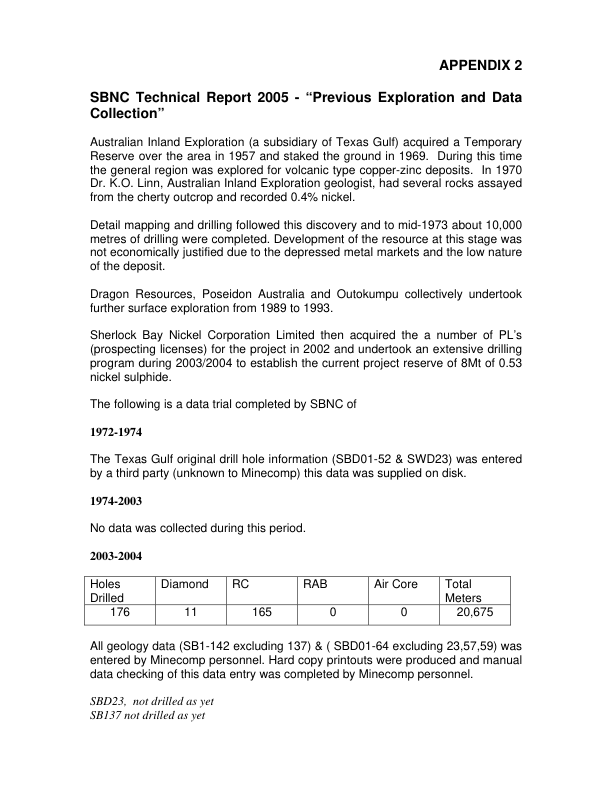 APPENDIX 2
SBNC Technical Report 2005 - “Previous Exploration and Data
Collection”
Australian Inland Exploration (a subsidiary of Texas Gulf) acquired a Temporary
Reserve over the area in 1957 and staked the ground in 1969.  During this time
the general region was explored for volcanic type copper-zinc deposits.  In 1970
Dr. K.O. Linn, Australian Inland Exploration geologist, had several rocks assayed
from the cherty outcrop and recorded 0.4% nickel.
Detail mapping and drilling followed this discovery and to mid-1973 about 10,000
metres of drilling were completed. Development of the resource at this stage was
not economically justified due to the depressed metal markets and the low nature
of the deposit.
Dragon Resources, Poseidon Australia and Outokumpu collectively undertook
further surface exploration from 1989 to 1993.
Sherlock Bay Nickel Corporation Limited then acquired the a number of PL’s
(prospecting licenses) for the project in 2002 and undertook an extensive drilling
program during 2003/2004 to establish the current project reserve of 8Mt of 0.53
nickel sulphide.
The following is a data trial completed by SBNC of
1972-1974
The Texas Gulf original drill hole information (SBD01-52 & SWD23) was entered
by a third party (unknown to Minecomp) this data was supplied on disk.
1974-2003
No data was collected during this period.
2003-2004
Holes Drilled | Diamond | RC | RAB | Air Core | Total Meters
176 | 11 | 165 | 0 | 0 | 20,675
All geology data (SB1-142 excluding 137) & ( SBD01-64 excluding 23,57,59) was
entered by Minecomp personnel. Hard copy printouts were produced and manual
data checking of this data entry was completed by Minecomp personnel.
SBD23,  not drilled as yet
SB137 not drilled as yet